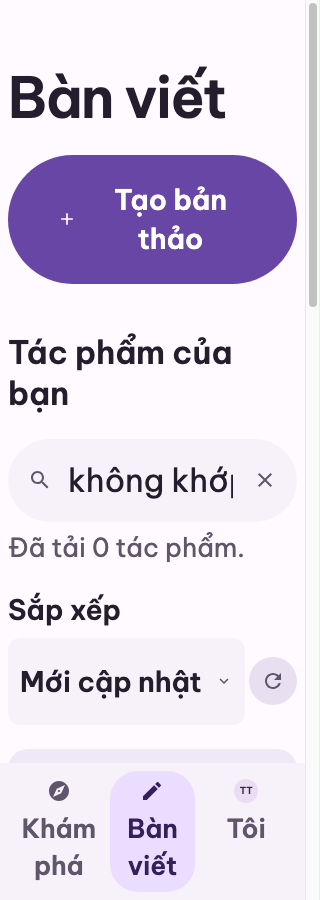 Bàn viết
Tạo bản
thảo
Tác phẩm của
bạn
không khớ
Đã tải 0 tác phẩm.
Sắp xếp
Mới cập nhật
Khám
phá
Bàn
viết
TT
Tôi